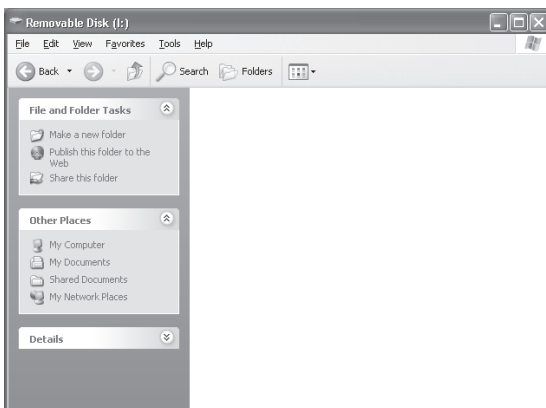 Removable Disk (I:)
File Edit View Favorites Tools Help
Back Search Folders
File and Folder Tasks
Make a new folder
Publish this folder to the
Web
Share this folder
Other Places
My Computer
My Documents
Shared Documents
My Network Places
Details